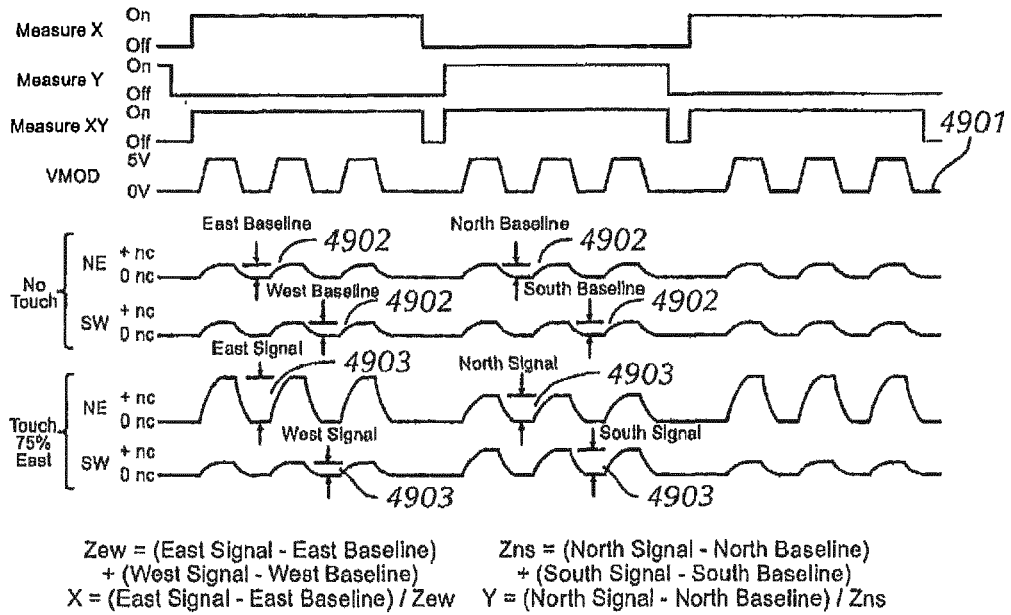 Measure X On
Off
Measure Y On
Off
Measure XY On
Off
4901
VMOD 5V
0V
East Baseline 4902 North Baseline 4902
No Touch NE + nc
0 nc
West Baseline 4902 South Baseline 4902
SW + nc
0 nc
East Signal 4903 North Signal 4903
Touch 75% East NE + nc
0 nc
West Signal 4903 South Signal 4903
SW + nc
0 nc
Zew = (East Signal - East Baseline)
+ (West Signal - West Baseline)
X = (East Signal - East Baseline) / Zew
Zns = (North Signal - North Baseline)
+ (South Signal - South Baseline)
Y = (North Signal - North Baseline) / Zns